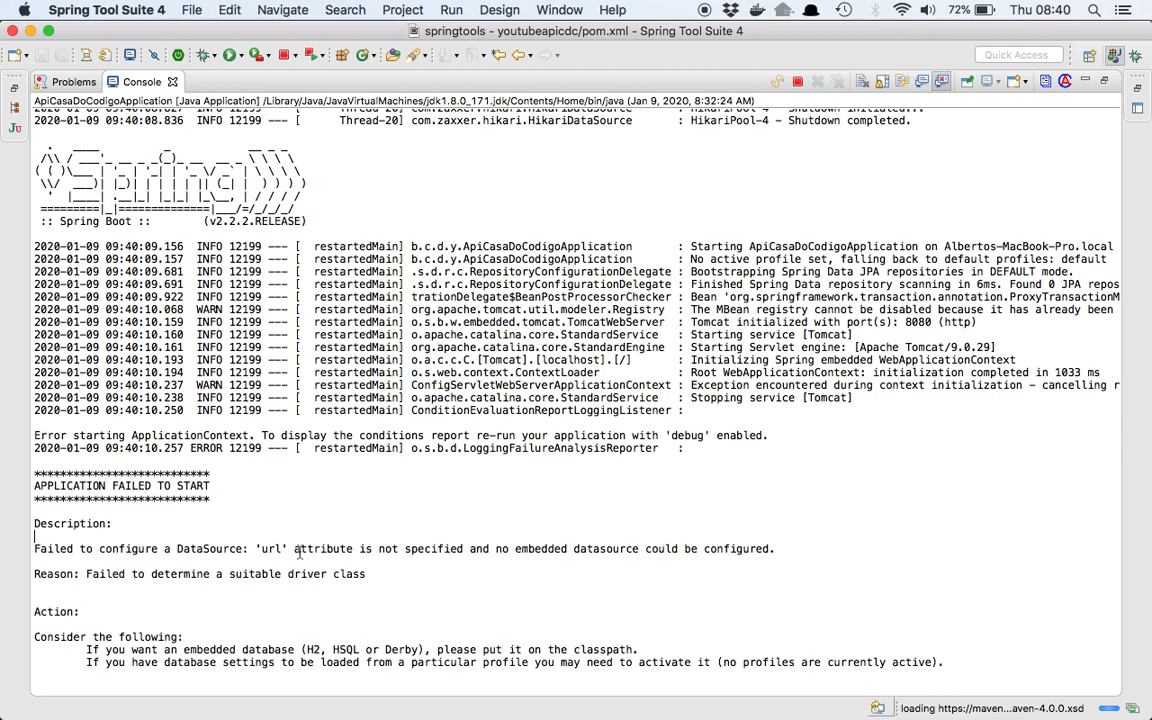 Spring Tool Suite 4 File Edit Navigate Search Project Run Design Window Help 72% Thu 08:40
springtools - youtubeapicdc/pom.xml - Spring Tool Suite 4
Quick Access
Problems Console
ApiCasaDoCodigoApplication [Java Application] /Library/Java/JavaVirtualMachines/jdk1.8.0_171.jdk/Contents/Home/bin/java (Jan 9, 2020, 8:32:24 AM)
2020-01-09 09:40:08.836 INFO 12199 --- [ Thread-20] com.zaxxer.hikari.HikariDataSource : HikariPool-4 - Shutdown completed.
:: Spring Boot :: (v2.2.2.RELEASE)
2020-01-09 09:40:09.156 INFO 12199 --- [ restartedMain] b.c.d.y.ApiCasaDoCodigoApplication : Starting ApiCasaDoCodigoApplication on Albertos-MacBook-Pro.local
2020-01-09 09:40:09.157 INFO 12199 --- [ restartedMain] b.c.d.y.ApiCasaDoCodigoApplication : No active profile set, falling back to default profiles: default
2020-01-09 09:40:09.681 INFO 12199 --- [ restartedMain] .s.d.r.c.RepositoryConfigurationDelegate : Bootstrapping Spring Data JPA repositories in DEFAULT mode.
2020-01-09 09:40:09.691 INFO 12199 --- [ restartedMain] .s.d.r.c.RepositoryConfigurationDelegate : Finished Spring Data repository scanning in 6ms. Found 0 JPA repos
2020-01-09 09:40:09.922 INFO 12199 --- [ restartedMain] trationDelegate$BeanPostProcessorChecker : Bean 'org.springframework.transaction.annotation.ProxyTransactionM
2020-01-09 09:40:10.068 WARN 12199 --- [ restartedMain] org.apache.tomcat.util.modeler.Registry : The MBean registry cannot be disabled because it has already been
2020-01-09 09:40:10.159 INFO 12199 --- [ restartedMain] o.s.b.w.embedded.tomcat.TomcatWebServer : Tomcat initialized with port(s): 8080 (http)
2020-01-09 09:40:10.160 INFO 12199 --- [ restartedMain] o.apache.catalina.core.StandardService : Starting service [Tomcat]
2020-01-09 09:40:10.161 INFO 12199 --- [ restartedMain] org.apache.catalina.core.StandardEngine : Starting Servlet engine: [Apache Tomcat/9.0.29]
2020-01-09 09:40:10.193 INFO 12199 --- [ restartedMain] o.a.c.c.C.[Tomcat].[localhost].[/] : Initializing Spring embedded WebApplicationContext
2020-01-09 09:40:10.194 INFO 12199 --- [ restartedMain] o.s.web.context.ContextLoader : Root WebApplicationContext: initialization completed in 1033 ms
2020-01-09 09:40:10.237 WARN 12199 --- [ restartedMain] ConfigServletWebServerApplicationContext : Exception encountered during context initialization - cancelling r
2020-01-09 09:40:10.238 INFO 12199 --- [ restartedMain] o.apache.catalina.core.StandardService : Stopping service [Tomcat]
2020-01-09 09:40:10.250 INFO 12199 --- [ restartedMain] ConditionEvaluationReportLoggingListener :
Error starting ApplicationContext. To display the conditions report re-run your application with 'debug' enabled.
2020-01-09 09:40:10.257 ERROR 12199 --- [ restartedMain] o.s.b.d.LoggingFailureAnalysisReporter :
***************************
APPLICATION FAILED TO START
***************************
Description:
Failed to configure a DataSource: 'url' attribute is not specified and no embedded datasource could be configured.
Reason: Failed to determine a suitable driver class
Action:
Consider the following:
If you want an embedded database (H2, HSQL or Derby), please put it on the classpath.
If you have database settings to be loaded from a particular profile you may need to activate it (no profiles are currently active).
loading https://maven...aven-4.0.0.xsd